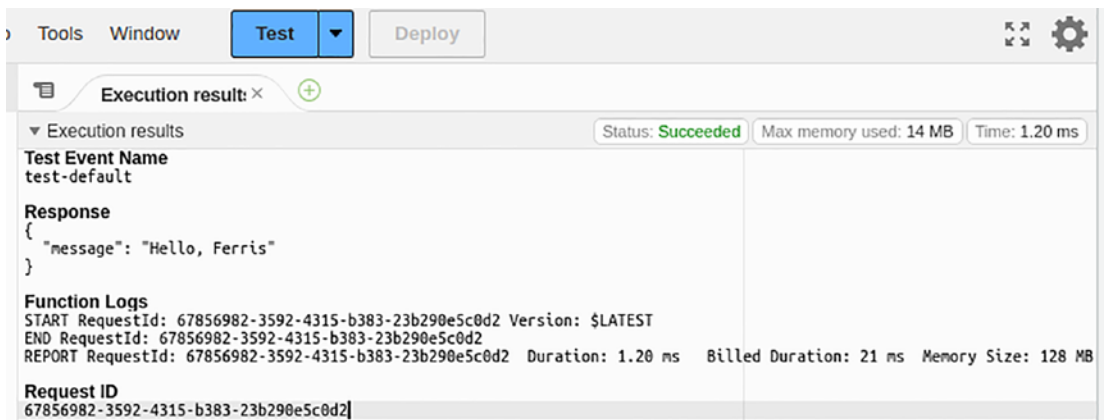 Tools Window Test Deploy
Execution result: ×
Execution results Status: Succeeded Max memory used: 14 MB Time: 1.20 ms
Test Event Name
test-default
Response
{
"message": "Hello, Ferris"
}
Function Logs
START RequestId: 67856982-3592-4315-b383-23b290e5c0d2 Version: $LATEST
END RequestId: 67856982-3592-4315-b383-23b290e5c0d2
REPORT RequestId: 67856982-3592-4315-b383-23b290e5c0d2 Duration: 1.20 ms Billed Duration: 21 ms Memory Size: 128 MB
Request ID
67856982-3592-4315-b383-23b290e5c0d2